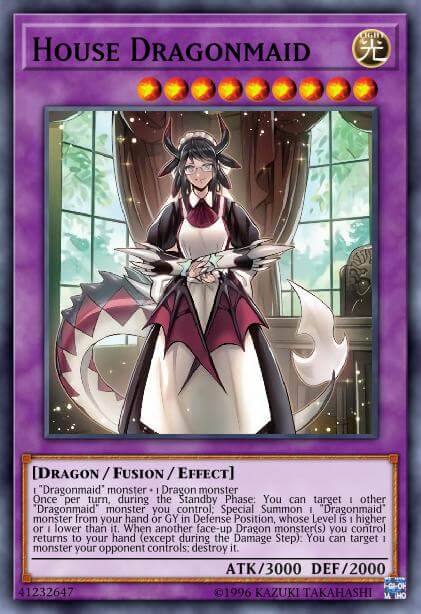 HOUSE DRAGONMAID
LIGHT
光
[DRAGON / FUSION / EFFECT]
1 "Dragonmaid" monster + 1 Dragon monster
Once per turn, during the Standby Phase: You can target 1 other
"Dragonmaid" monster you control; Special Summon 1 "Dragonmaid"
monster from your hand or GY in Defense Position, whose Level is 1 higher
or 1 lower than it. When another face-up Dragon monster(s) you control
returns to your hand (except during the Damage Step): You can target 1
monster your opponent controls; destroy it.
ATK/3000 DEF/2000
41232647 ©1996 KAZUKI TAKAHASHI